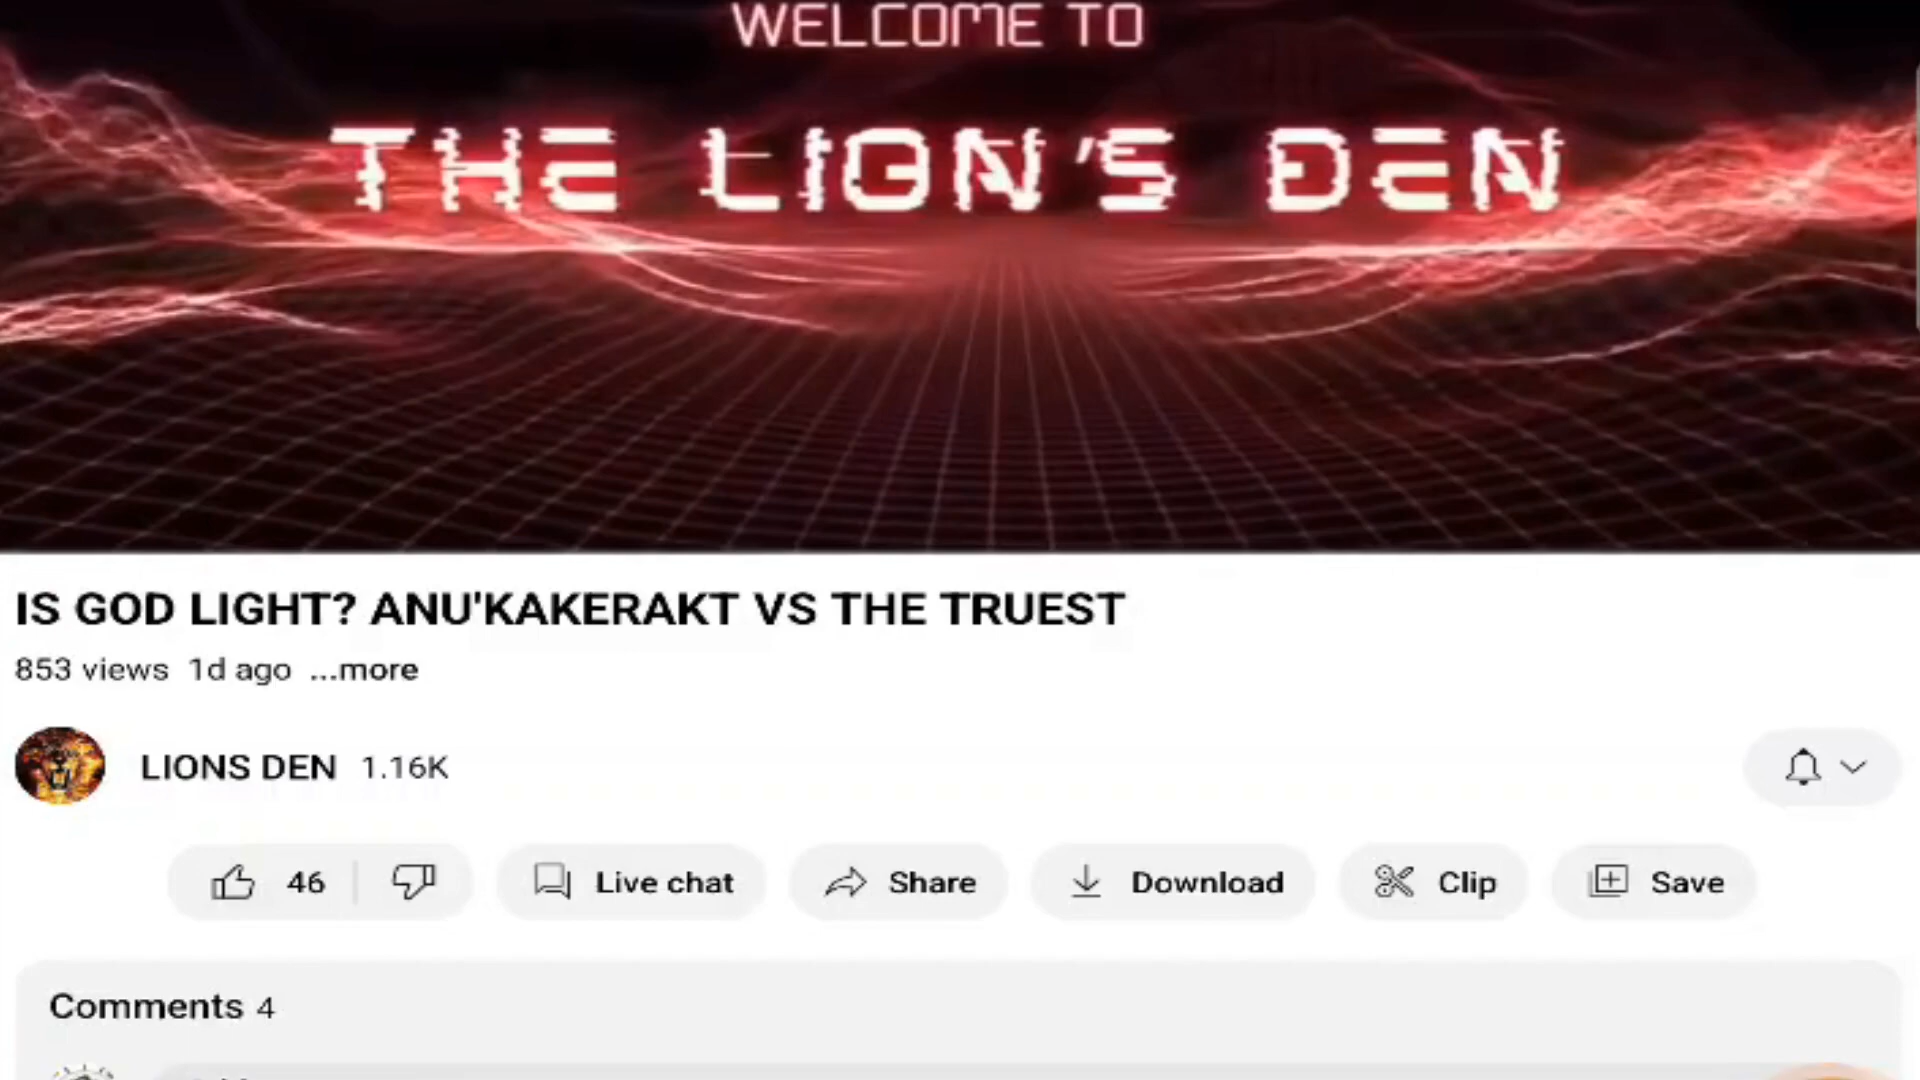 WELCOME TO
THE LION'S DEN
IS GOD LIGHT? ANU'KAKERAKT VS THE TRUEST
853 views 1d ago ...more
LIONS DEN 1.16K
46
Live chat
Share
Download
Clip
Save
Comments 4